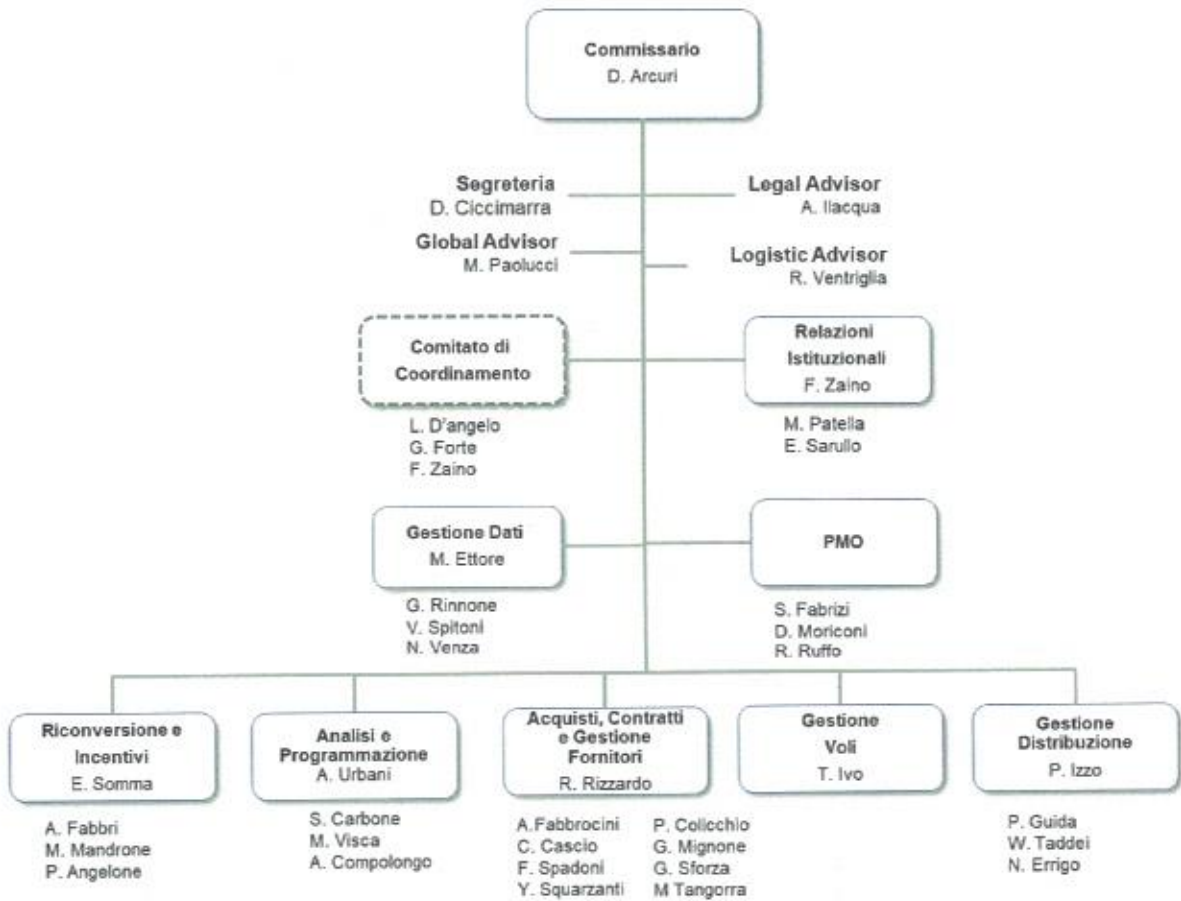 Commissario
D. Arcuri
Segreteria
D. Ciccimarra
Legal Advisor
A. Ilacqua
Global Advisor
M. Paolucci
Logistic Advisor
R. Ventriglia
Comitato di
Coordinamento
L. D'angelo
G. Forte
F. Zaino
Relazioni
Istituzionali
F. Zaino
M. Patella
E. Sarullo
Gestione Dati
M. Ettore
G. Rinnone
V. Spitoni
N. Venza
PMO
S. Fabrizi
D. Moriconi
R. Ruffo
Riconversione e
Incentivi
E. Somma
A. Fabbri
M. Mandrone
P. Angelone
Analisi e
Programmazione
A. Urbani
S. Carbone
M. Visca
A. Compolongo
Acquisti, Contratti
e Gestione
Fornitori
R. Rizzardo
A.Fabbrocini
C. Cascio
F. Spadoni
Y. Squarzanti
P. Colicchio
G. Mignone
G. Sforza
M Tangorra
Gestione
Voli
T. Ivo
Gestione
Distribuzione
P. Izzo
P. Guida
W. Taddei
N. Errigo